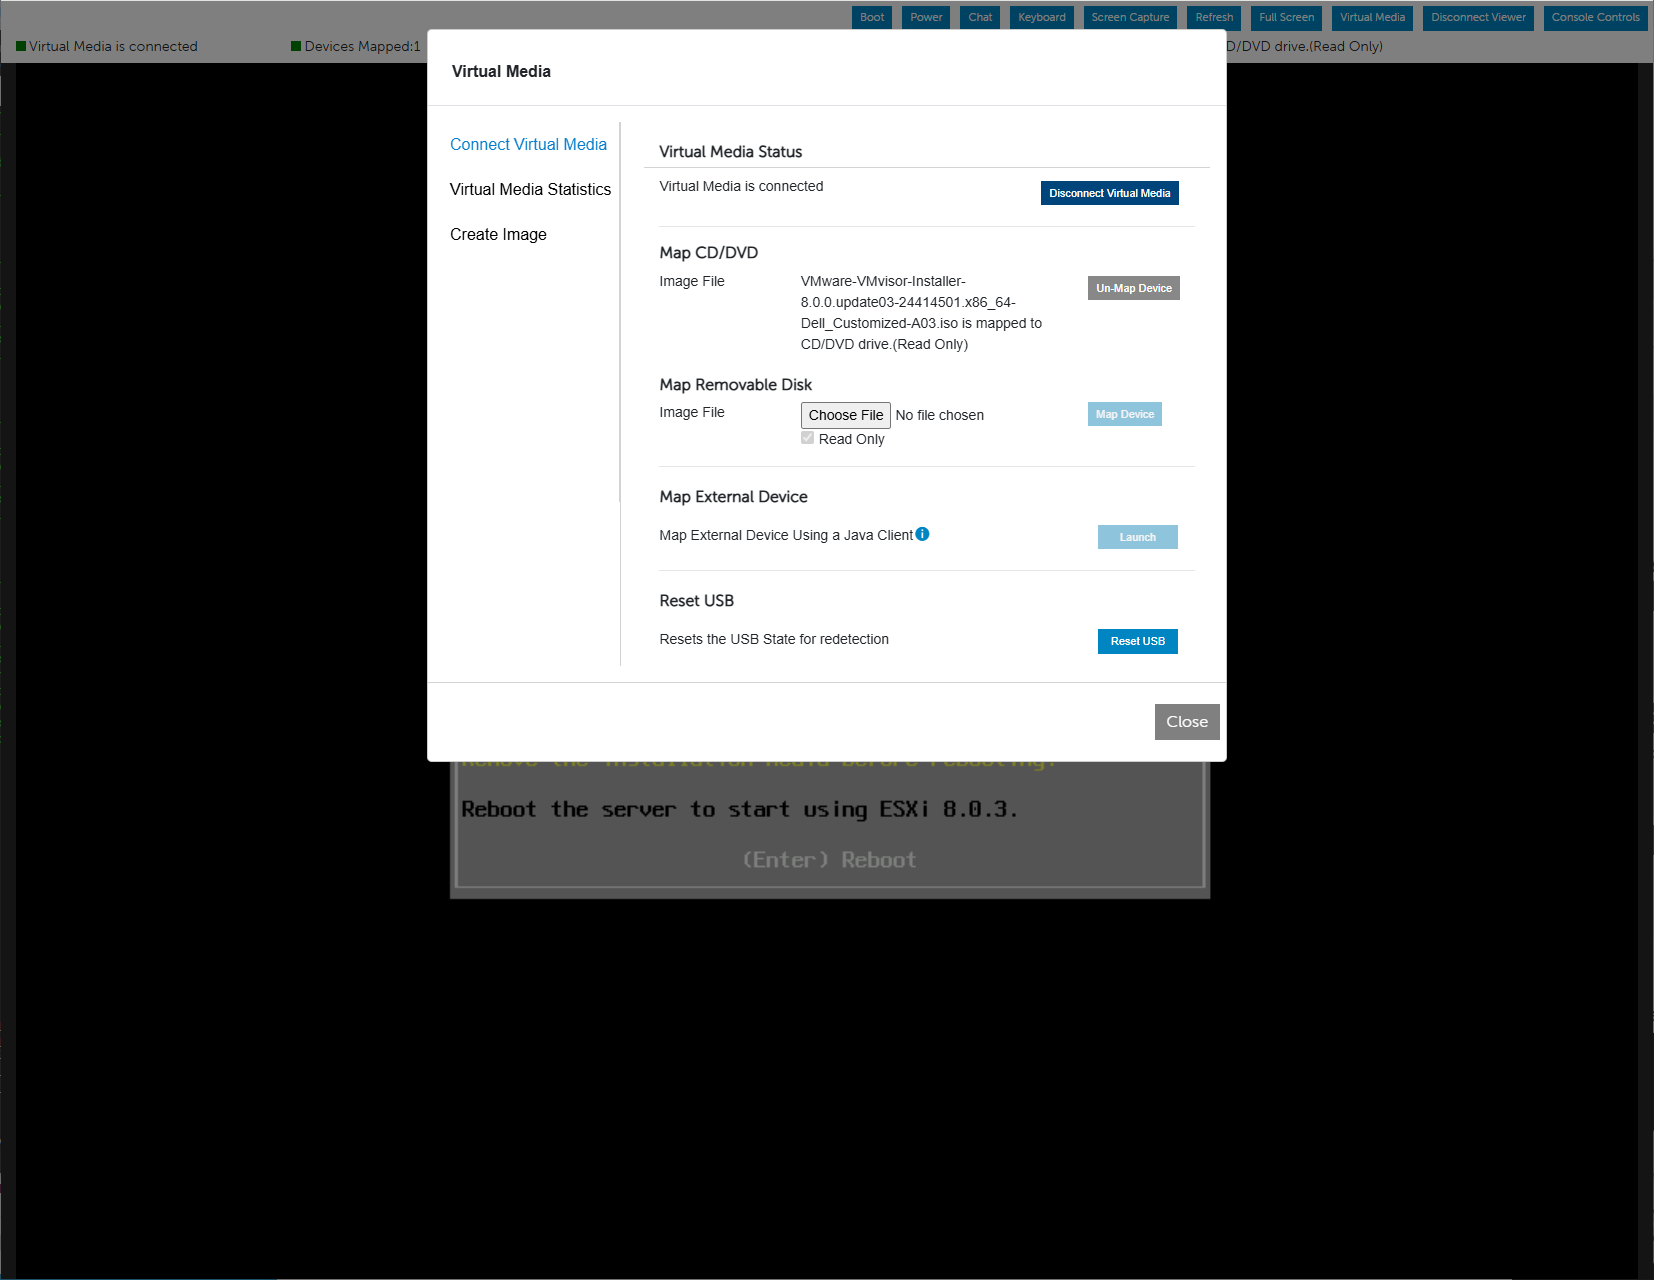 Boot Power Chat Keyboard Screen Capture Refresh Full Screen Virtual Media Disconnect Viewer Console Controls
Virtual Media is connected Devices Mapped:1 D/DVD drive.(Read Only)
Virtual Media
Connect Virtual Media
Virtual Media Statistics
Create Image
Virtual Media Status
Virtual Media is connected Disconnect Virtual Media
Map CD/DVD
Image File VMware-VMvisor-Installer- Un-Map Device
8.0.0.update03-24414501.x86_64-
Dell_Customized-A03.iso is mapped to
CD/DVD drive.(Read Only)
Map Removable Disk
Image File Choose File No file chosen Map Device
Read Only
Map External Device
Map External Device Using a Java Client Launch
Reset USB
Resets the USB State for redetection Reset USB
Close
Remove the installation media before rebooting.
Reboot the server to start using ESXi 8.0.3.
(Enter) Reboot